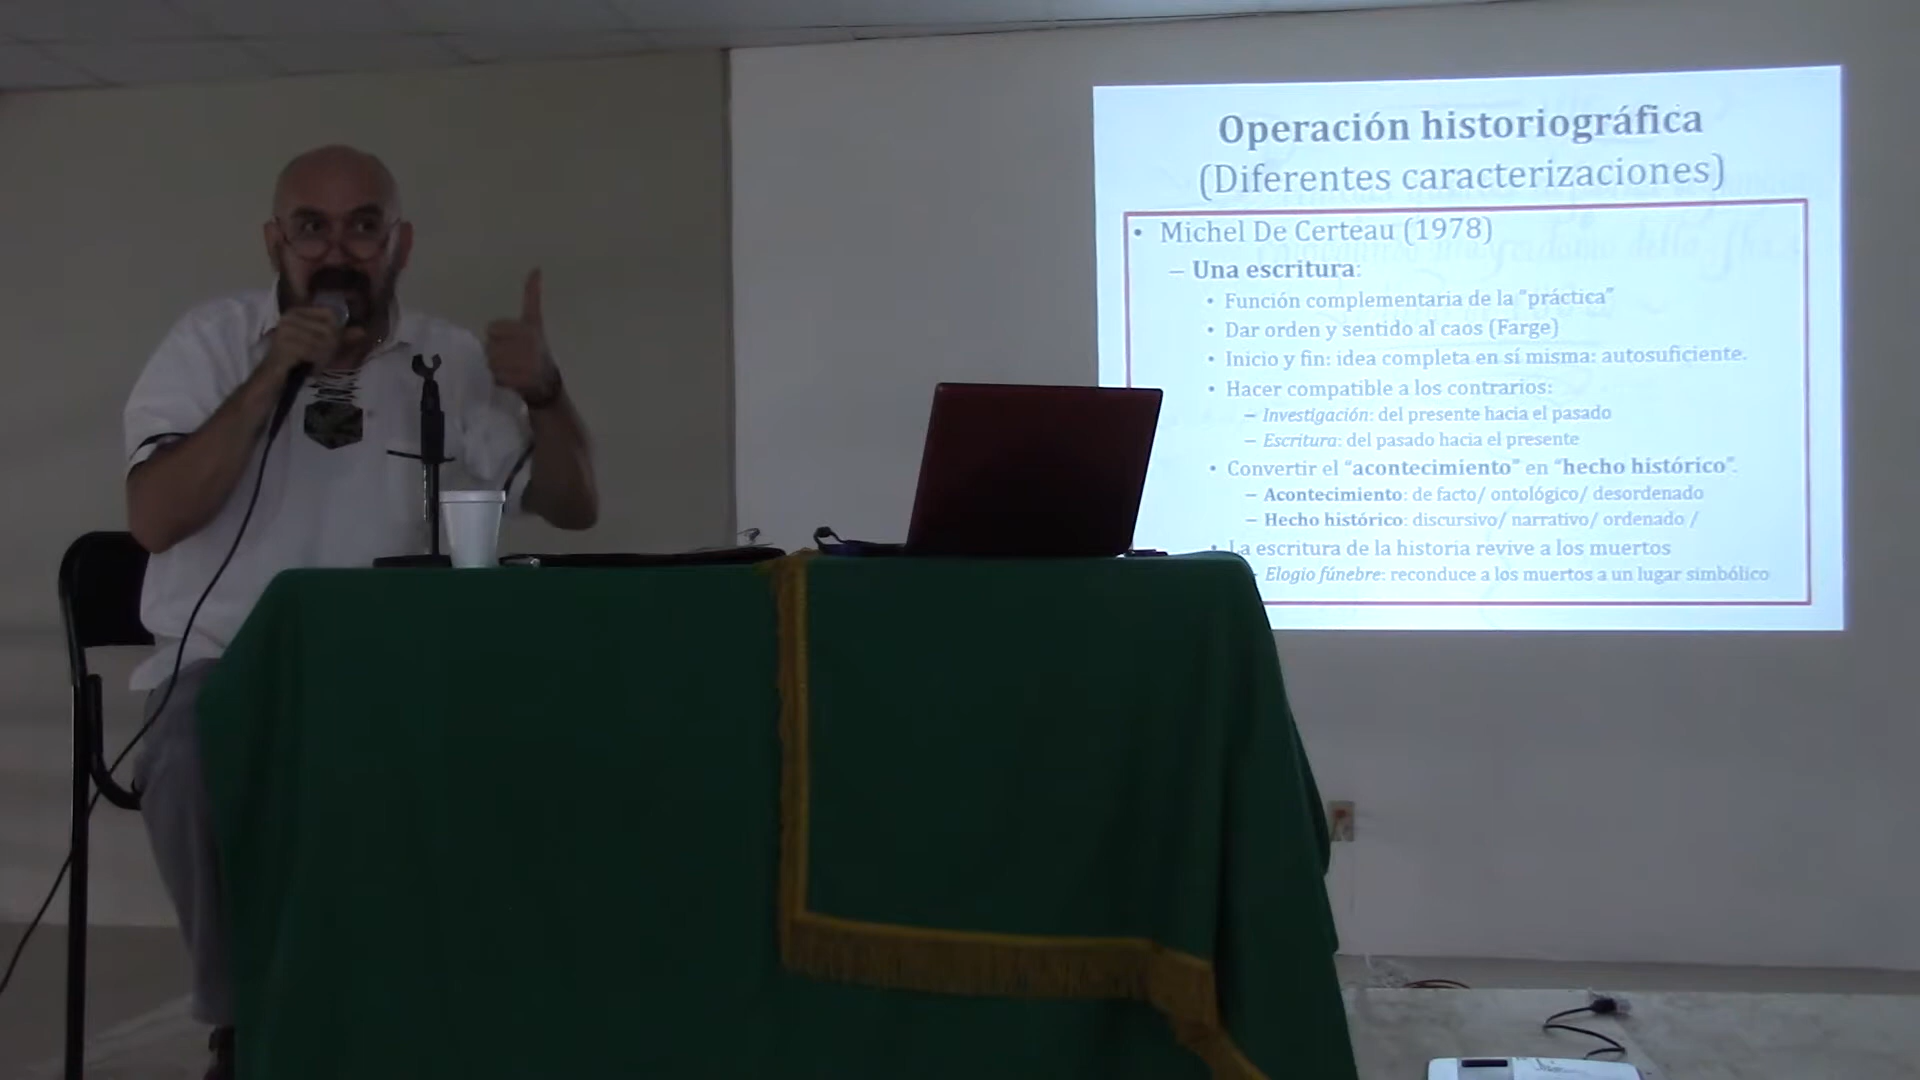 Operación historiográfica
(Diferentes caracterizaciones)
• Michel De Certeau (1978)
– Una escritura:
• Función complementaria de la “práctica”
• Dar orden y sentido al caos (Farge)
• Inicio y fin: idea completa en sí misma: autosuficiente.
• Hacer compatible a los contrarios:
– Investigación: del presente hacia el pasado
– Escritura: del pasado hacia el presente
• Convertir el “acontecimiento” en “hecho histórico”.
– Acontecimiento: de facto/ ontológico/ desordenado
– Hecho histórico: discursivo/ narrativo/ ordenado /
• La escritura de la historia revive a los muertos
– Elogio fúnebre: reconduce a los muertos a un lugar simbólico